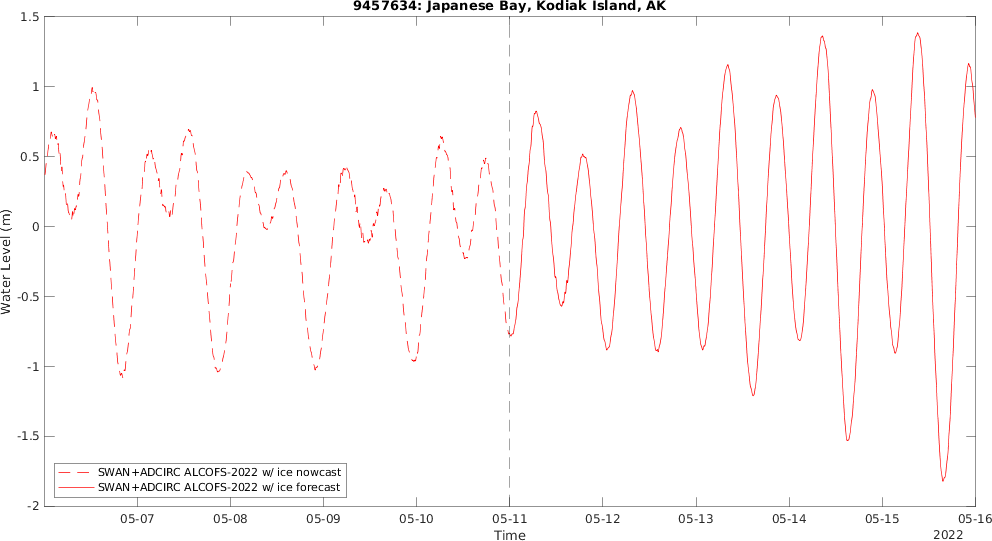 9457634: Japanese Bay, Kodiak Island, AK
1.5
1
0.5
0
-0.5
-1
-1.5
-2
Water Level (m)
SWAN+ADCIRC ALCOFS-2022 w/ ice nowcast
SWAN+ADCIRC ALCOFS-2022 w/ ice forecast
05-07 05-08 05-09 05-10 05-11 05-12 05-13 05-14 05-15 05-16
Time
2022